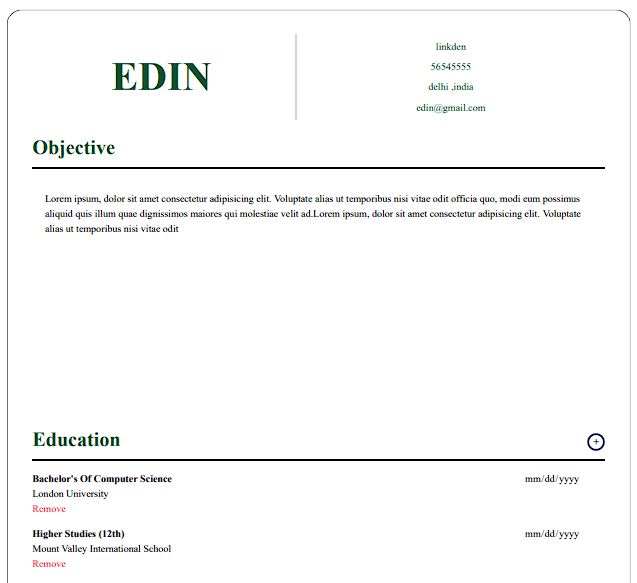 EDIN
linkden
56545555
delhi ,india
edin@gmail.com
Objective
Lorem ipsum, dolor sit amet consectetur adipisicing elit. Voluptate alias ut temporibus nisi vitae odit officia quo, modi eum possimus
aliquid quis illum quae dignissimos maiores qui molestiae velit ad.Lorem ipsum, dolor sit amet consectetur adipisicing elit. Voluptate
alias ut temporibus nisi vitae odit
Education +
Bachelor's Of Computer Science mm/dd/yyyy
London University
Remove
Higher Studies (12th) mm/dd/yyyy
Mount Valley International School
Remove